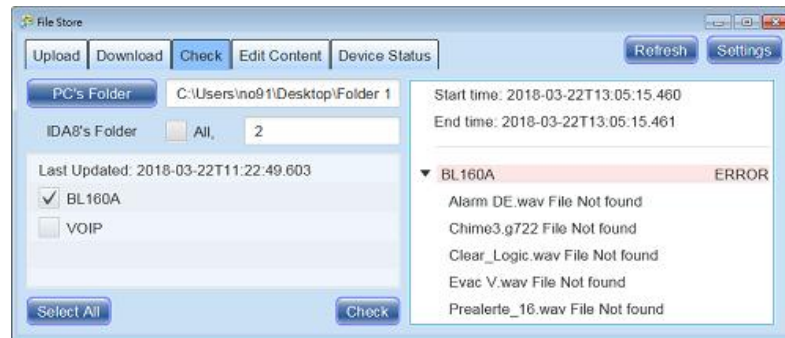 File Store
Upload Download Check Edit Content Device Status Refresh Settings
PC's Folder C:\Users\no91\Desktop\Folder 1
IDA8's Folder All, 2
Last Updated: 2018-03-22T11:22:49.603
BL160A
VOIP
Select All Check
Start time: 2018-03-22T13:05:15.460
End time: 2018-03-22T13:05:15.461
BL160A ERROR
Alarm DE.wav File Not found
Chime3.g722 File Not found
Clear_Logic.wav File Not found
Evac V.wav File Not found
Prealerte_16.wav File Not found